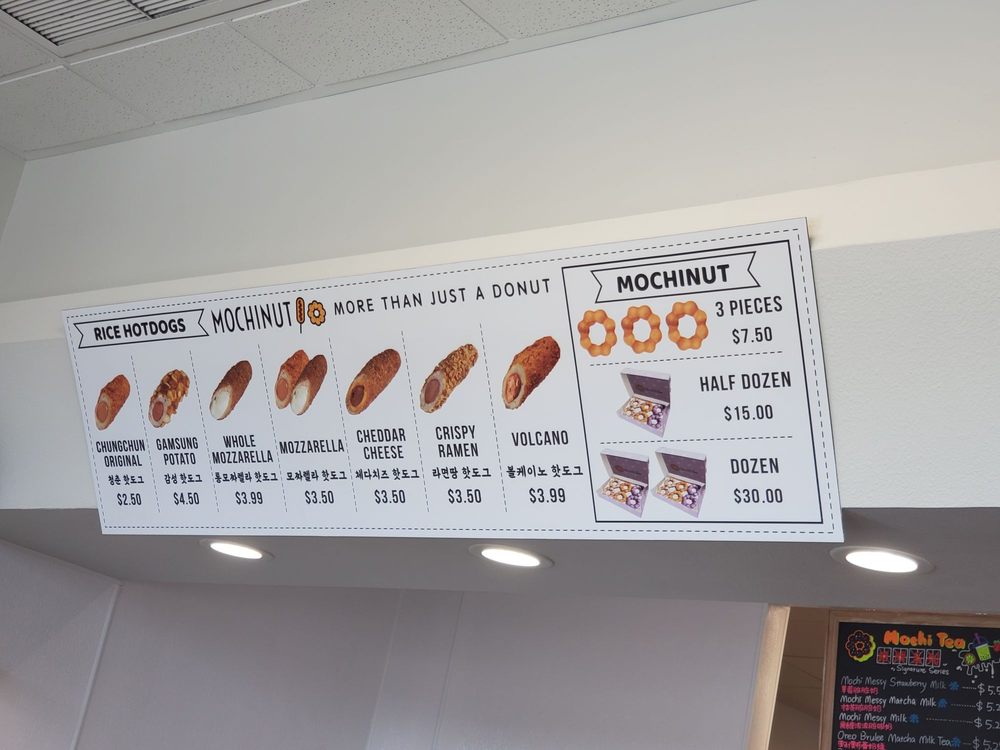 RICE HOTDOGS
MOCHINUT
MORE THAN JUST A DONUT
CHUNGCHUN
ORIGINAL
청춘 핫도그
$2.50
GAMSUNG
POTATO
감성 핫도그
$4.50
WHOLE
MOZZARELLA
통모짜렐라 핫도그
$3.99
MOZZARELLA
모짜렐라 핫도그
$3.50
CHEDDAR
CHEESE
체다치즈 핫도그
$3.50
CRISPY
RAMEN
라면땅 핫도그
$3.50
VOLCANO
볼케이노 핫도그
$3.99
MOCHINUT
3 PIECES
$7.50
HALF DOZEN
$15.00
DOZEN
$30.00
Mochi Tea
Signature Series
Mochi Messy Strawberry Milk
Mochi Messy Matcha Milk
Mochi Messy Milk
Oreo Brulee Matcha Milk Tea